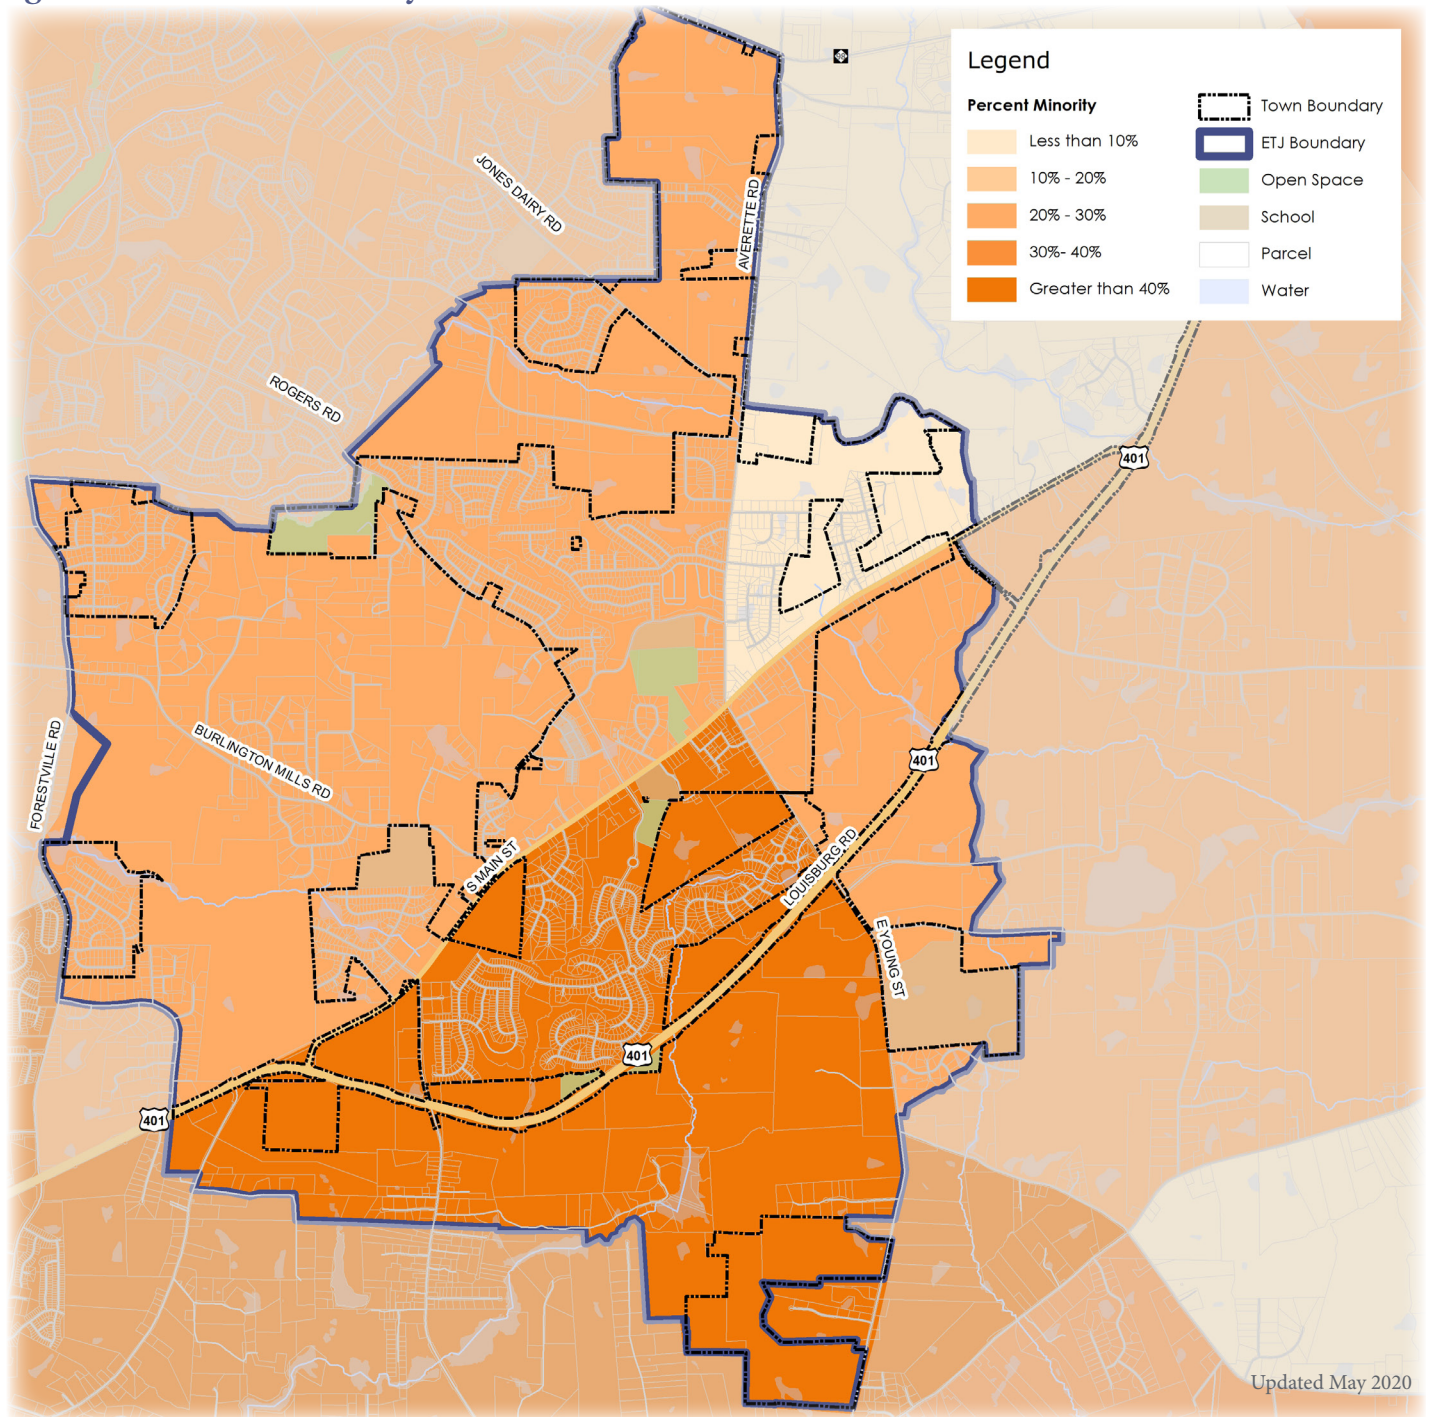 Legend
Percent Minority
Less than 10%
10% - 20%
20% - 30%
30%- 40%
Greater than 40%
Town Boundary
ETJ Boundary
Open Space
School
Parcel
Water
JONES DAIRY RD
AVERETTE RD
ROGERS RD
401
401
FORESTVILLE RD
BURLINGTON MILLS RD
S MAIN ST
LOUISBURG RD
E YOUNG ST
401
401
Updated May 2020